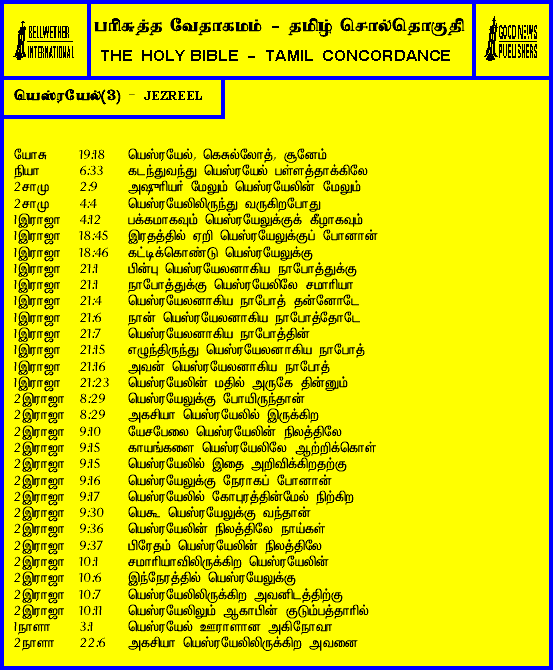 BELLWETHER
INTERNATIONAL
பரிசுத்த வேதாகமம் - தமிழ் சொல்தொகுதி
THE HOLY BIBLE - TAMIL CONCORDANCE
GOOD NEWS
PUBLISHERS
யெஸ்ரயேல்(3) - JEZREEL
யோசு 19:18 யெஸ்ரயேல், கெசுல்லோத், சூனேம்
நியா 6:33 கடந்துவந்து யெஸ்ரயேல் பள்ளத்தாக்கிலே
2சாமு 2:9 அஷூரியர் மேலும் யெஸ்ரயேலின் மேலும்
2சாமு 4:4 யெஸ்ரயேலிலிருந்து வருகிறபோது
1இராஜா 4:12 பக்கமாகவும் யெஸ்ரயேலுக்குக் கீழாகவும்
1இராஜா 18:45 இரதத்தில் ஏறி யெஸ்ரயேலுக்குப் போனான்
1இராஜா 18:46 கட்டிக்கொண்டு யெஸ்ரயேலுக்கு
1இராஜா 21:1 பின்பு யெஸ்ரயேலனாகிய நாபோத்துக்கு
1இராஜா 21:1 நாபோத்துக்கு யெஸ்ரயேலிலே சமாரியா
1இராஜா 21:4 யெஸ்ரயேலனாகிய நாபோத் தன்னோடே
1இராஜா 21:6 நான் யெஸ்ரயேலனாகிய நாபோத்தோடே
1இராஜா 21:7 யெஸ்ரயேலனாகிய நாபோத்தின்
1இராஜா 21:15 எழுந்திருந்து யெஸ்ரயேலனாகிய நாபோத்
1இராஜா 21:16 அவன் யெஸ்ரயேலனாகிய நாபோத்
1இராஜா 21:23 யெஸ்ரயேலின் மதில் அருகே தின்னும்
2இராஜா 8:29 யெஸ்ரயேலுக்கு போயிருந்தான்
2இராஜா 8:29 அகசியா யெஸ்ரயேலில் இருக்கிற
2இராஜா 9:10 யேசபேலை யெஸ்ரயேலின் நிலத்திலே
2இராஜா 9:15 காயங்களை யெஸ்ரயேலிலே ஆற்றிக்கொள்
2இராஜா 9:15 யெஸ்ரயேலில் இதை அறிவிக்கிறதற்கு
2இராஜா 9:16 யெஸ்ரயேலுக்கு நேராகப் போனான்
2இராஜா 9:17 யெஸ்ரயேலில் கோபுரத்தின்மேல் நிற்கிற
2இராஜா 9:30 யெகூ யெஸ்ரயேலுக்கு வந்தான்
2இராஜா 9:36 யெஸ்ரயேலின் நிலத்திலே நாய்கள்
2இராஜா 9:37 பிரேதம் யெஸ்ரயேலின் நிலத்திலே
2இராஜா 10:1 சமாரியாவிலிருக்கிற யெஸ்ரயேலின்
2இராஜா 10:6 இந்நேரத்தில் யெஸ்ரயேலுக்கு
2இராஜா 10:7 யெஸ்ரயேலிலிருக்கிற அவனிடத்திற்கு
2இராஜா 10:11 யெஸ்ரயேலிலும் ஆகாபின் குடும்பத்தாரில்
1நாளா 3:1 யெஸ்ரயேல் ஊராளான அகிநோவா
2நாளா 22:6 அகசியா யெஸ்ரயேலிலிருக்கிற அவனை